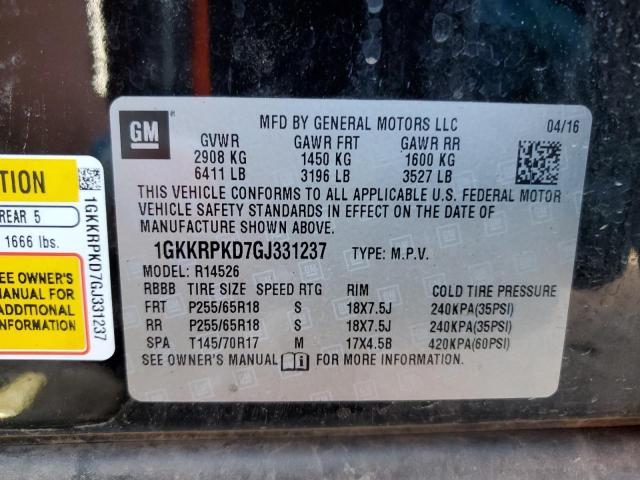 GM
MFD BY GENERAL MOTORS LLC 04/16
GVWR GAWR FRT GAWR RR
2908 KG 1450 KG 1600 KG
6411 LB 3196 LB 3527 LB
THIS VEHICLE CONFORMS TO ALL APPLICABLE U.S. FEDERAL MOTOR
VEHICLE SAFETY STANDARDS IN EFFECT ON THE DATE OF
MANUFACTURE SHOWN ABOVE.
1GKKRPKD7GJ331237 TYPE: M.P.V.
MODEL: R14526
RBBB TIRE SIZE SPEED RTG RIM COLD TIRE PRESSURE
FRT P255/65R18 S 18X7.5J 240KPA(35PSI)
RR P255/65R18 S 18X7.5J 240KPA(35PSI)
SPA T145/70R17 M 17X4.5B 420KPA(60PSI)
SEE OWNER'S MANUAL i FOR MORE INFORMATION.
TION
REAR 5
1666 lbs.
SEE OWNER'S
MANUAL FOR
ADDITIONAL
INFORMATION
1GKKRPKD7GJ331237